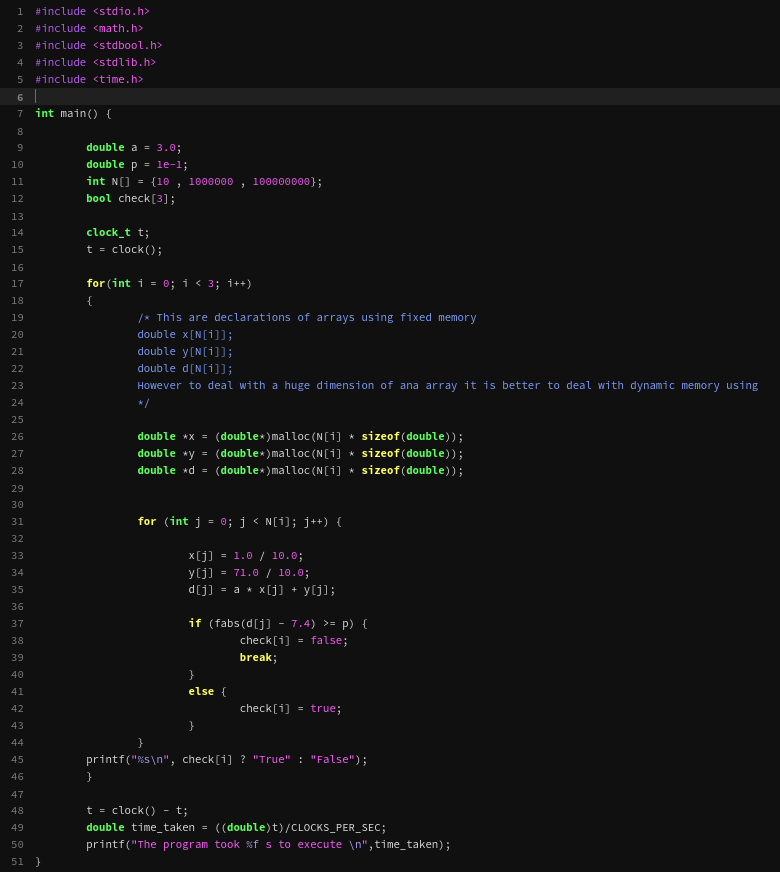 1 #include <stdio.h>
2 #include <math.h>
3 #include <stdbool.h>
4 #include <stdlib.h>
5 #include <time.h>
6
7 int main() {
8
9 double a = 3.0;
10 double p = 1e-1;
11 int N[] = {10 , 1000000 , 100000000};
12 bool check[3];
13
14 clock_t t;
15 t = clock();
16
17 for(int i = 0; i < 3; i++)
18 {
19 /* This are declarations of arrays using fixed memory
20 double x[N[i]];
21 double y[N[i]];
22 double d[N[i]];
23 However to deal with a huge dimension of ana array it is better to deal with dynamic memory using
24 */
25
26 double *x = (double*)malloc(N[i] * sizeof(double));
27 double *y = (double*)malloc(N[i] * sizeof(double));
28 double *d = (double*)malloc(N[i] * sizeof(double));
29
30
31 for (int j = 0; j < N[i]; j++) {
32
33 x[j] = 1.0 / 10.0;
34 y[j] = 71.0 / 10.0;
35 d[j] = a * x[j] + y[j];
36
37 if (fabs(d[j] - 7.4) >= p) {
38 check[i] = false;
39 break;
40 }
41 else {
42 check[i] = true;
43 }
44 }
45 printf("%s\n", check[i] ? "True" : "False");
46 }
47
48 t = clock() - t;
49 double time_taken = ((double)t)/CLOCKS_PER_SEC;
50 printf("The program took %f s to execute \n",time_taken);
51 }